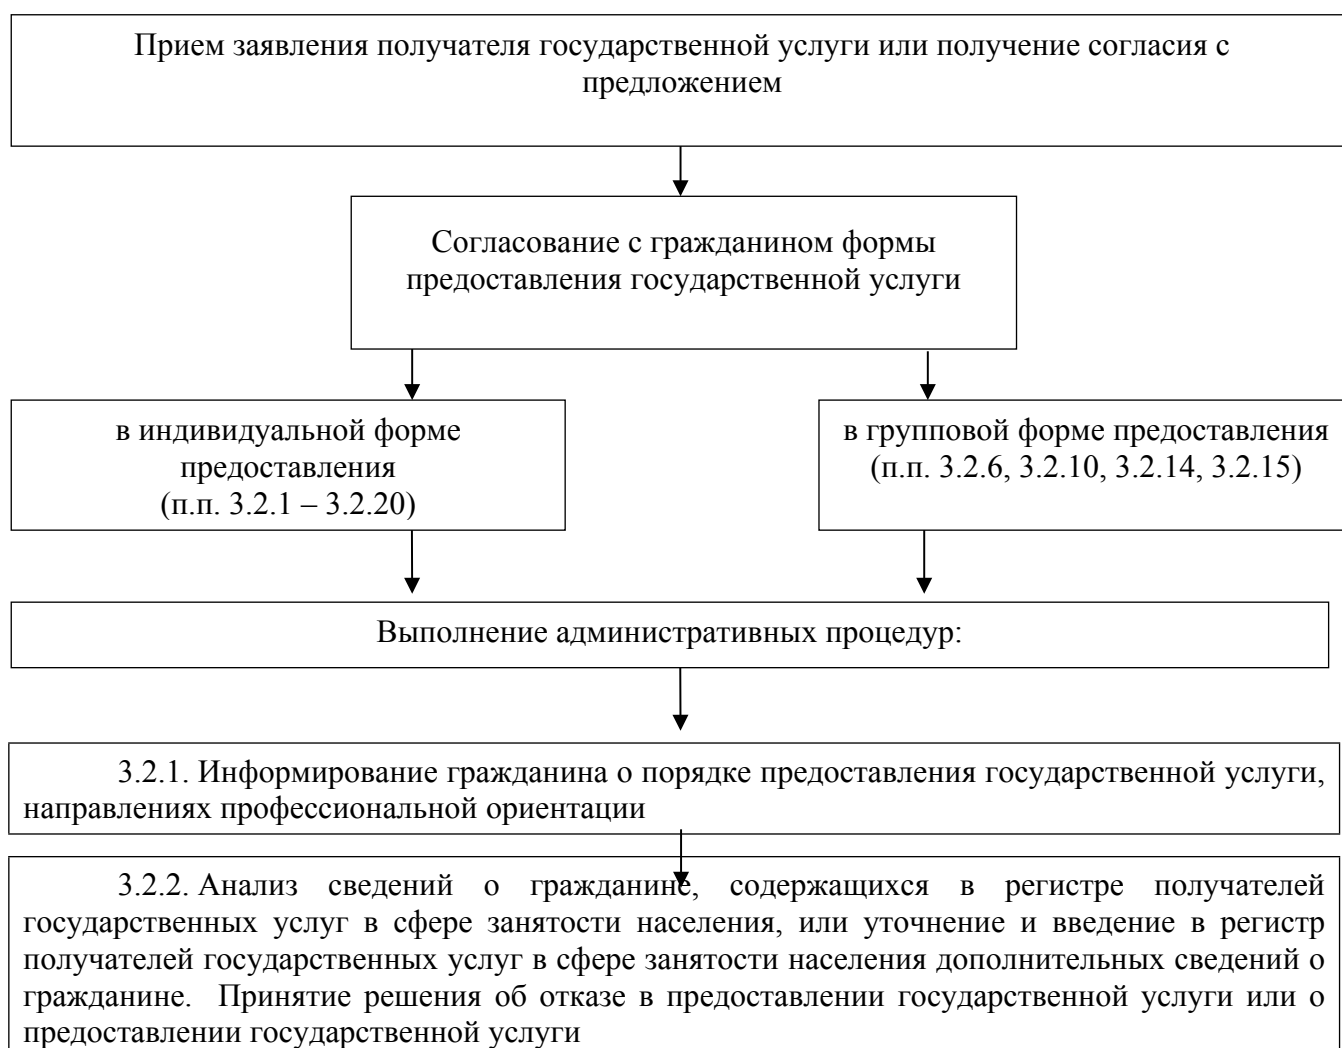 Прием заявления получателя государственной услуги или получение согласия с
предложением
Согласование с гражданином формы
предоставления государственной услуги
в индивидуальной форме
предоставления
(п.п. 3.2.1 – 3.2.20)
в групповой форме предоставления
(п.п. 3.2.6, 3.2.10, 3.2.14, 3.2.15)
Выполнение административных процедур:
3.2.1. Информирование гражданина о порядке предоставления государственной услуги,
направлениях профессиональной ориентации
3.2.2. Анализ сведений о гражданине, содержащихся в регистре получателей
государственных услуг в сфере занятости населения, или уточнение и введение в регистр
получателей государственных услуг в сфере занятости населения дополнительных сведений о
гражданине. Принятие решения об отказе в предоставлении государственной услуги или о
предоставлении государственной услуги